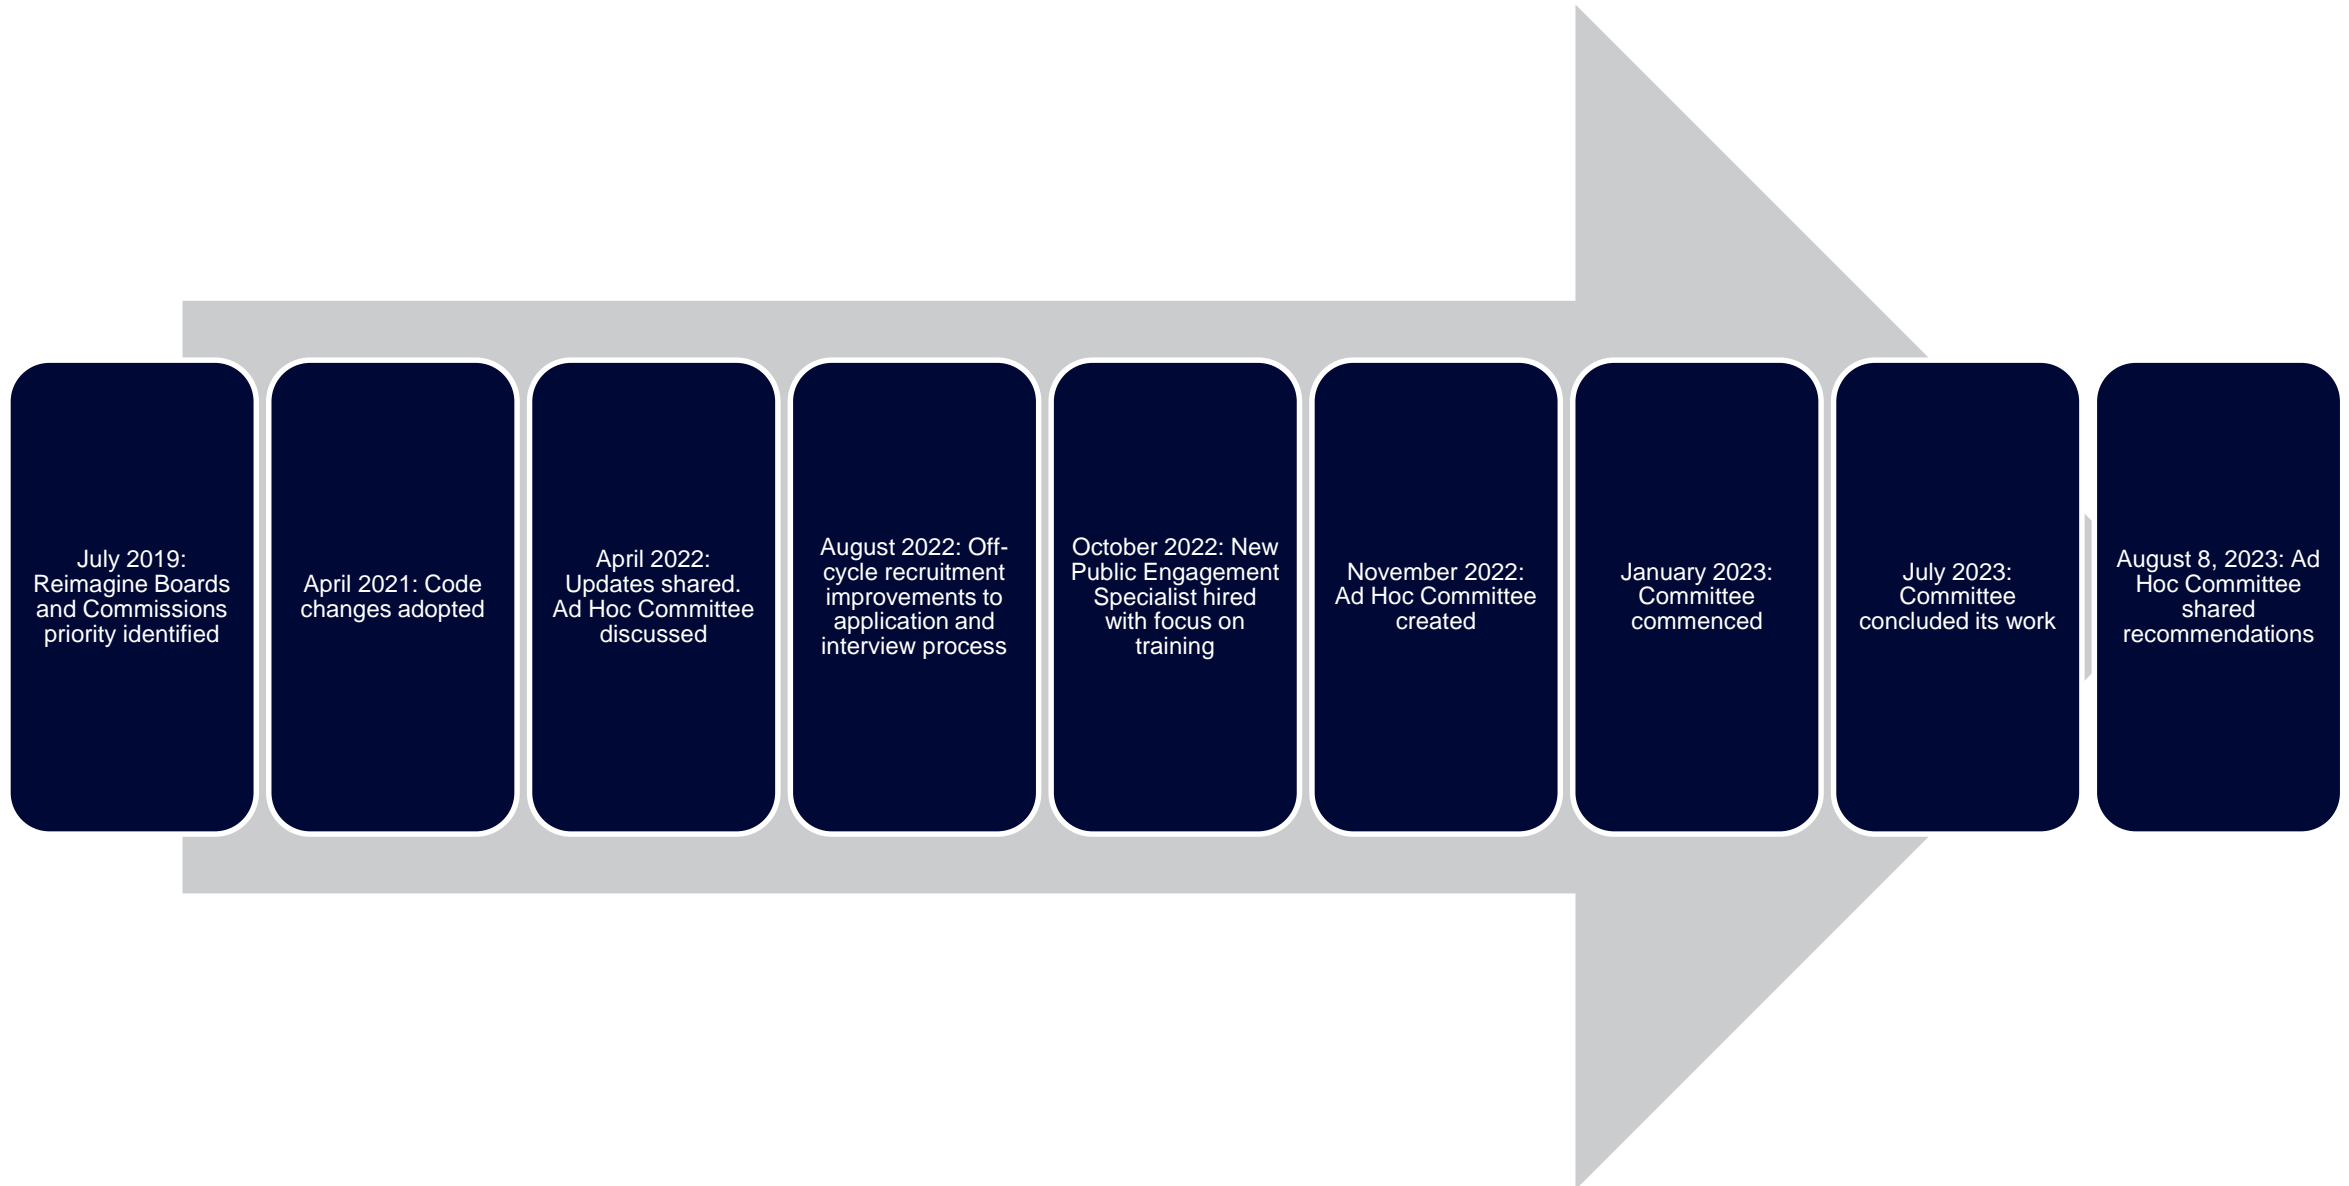 July 2019:
Reimagine Boards
and Commissions
priority identified
April 2021: Code
changes adopted
April 2022:
Updates shared.
Ad Hoc Committee
discussed
August 2022: Off-
cycle recruitment
improvements to
application and
interview process
October 2022: New
Public Engagement
Specialist hired
with focus on
training
November 2022:
Ad Hoc Committee
created
January 2023:
Committee
commenced
July 2023:
Committee
concluded its work
August 8, 2023: Ad
Hoc Committee
shared
recommendations